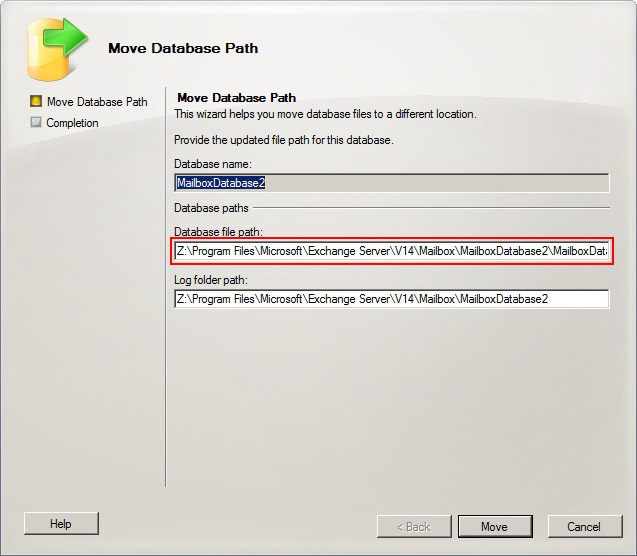 Move Database Path
Move Database Path
Completion
Move Database Path
This wizard helps you move database files to a different location.
Provide the updated file path for this database.
Database name:
MailboxDatabase2
Database paths
Database file path:
Z:\Program Files\Microsoft\Exchange Server\V14\Mailbox\MailboxDatabase2\MailboxData
Log folder path:
Z:\Program Files\Microsoft\Exchange Server\V14\Mailbox\MailboxDatabase2
Help
< Back
Move
Cancel